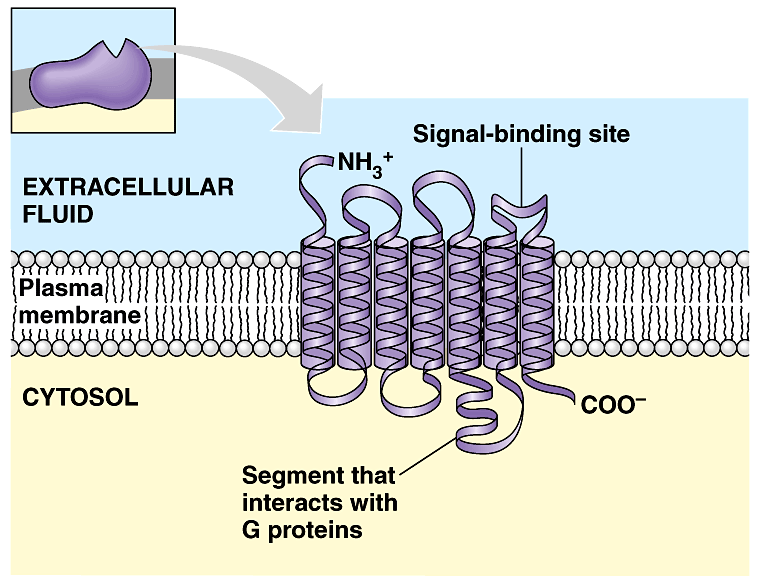 Signal-binding site
NH₃⁺
EXTRACELLULAR
FLUID
Plasma
membrane
CYTOSOL
COO⁻
Segment that
interacts with
G proteins